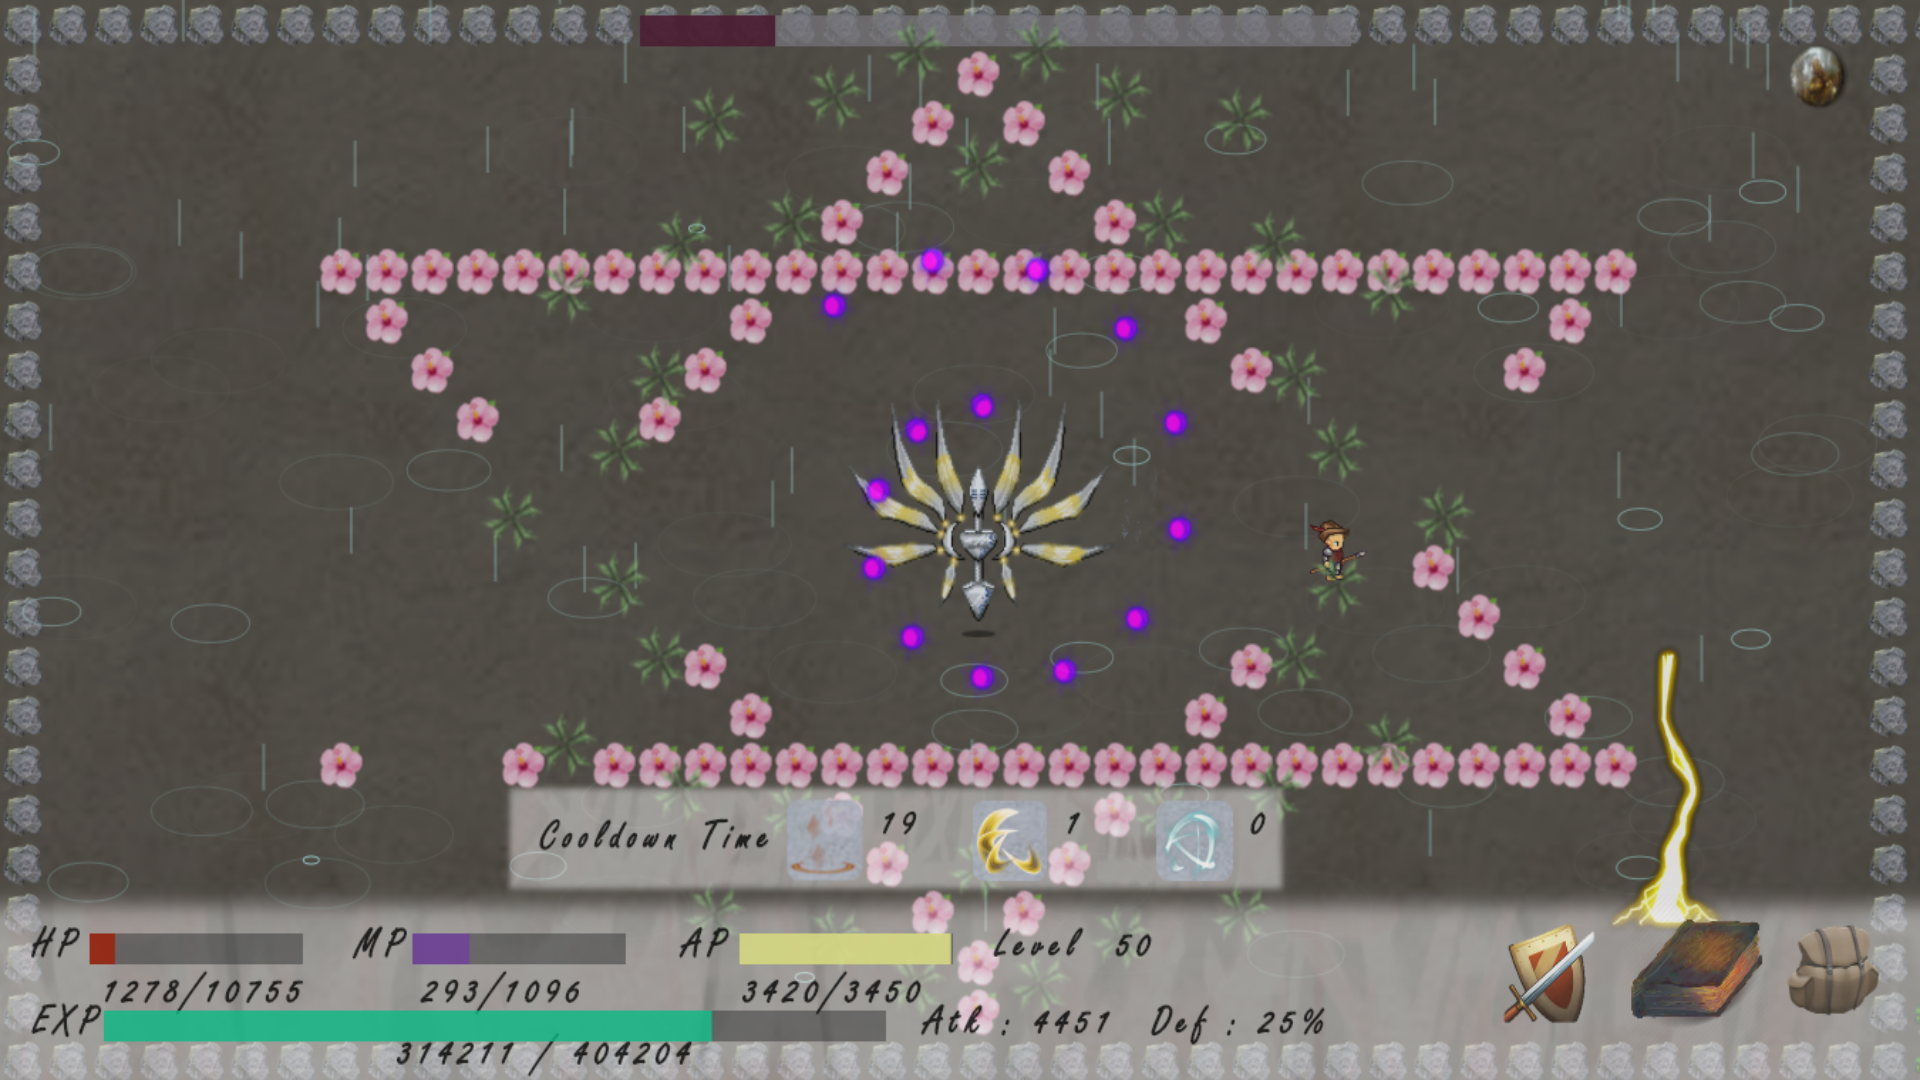 Cooldown Time 19 1 0
HP MP AP Level 50
1278/10755 293/1096 3420/3450
EXP Atk : 4451 Def : 25%
314211 / 404204